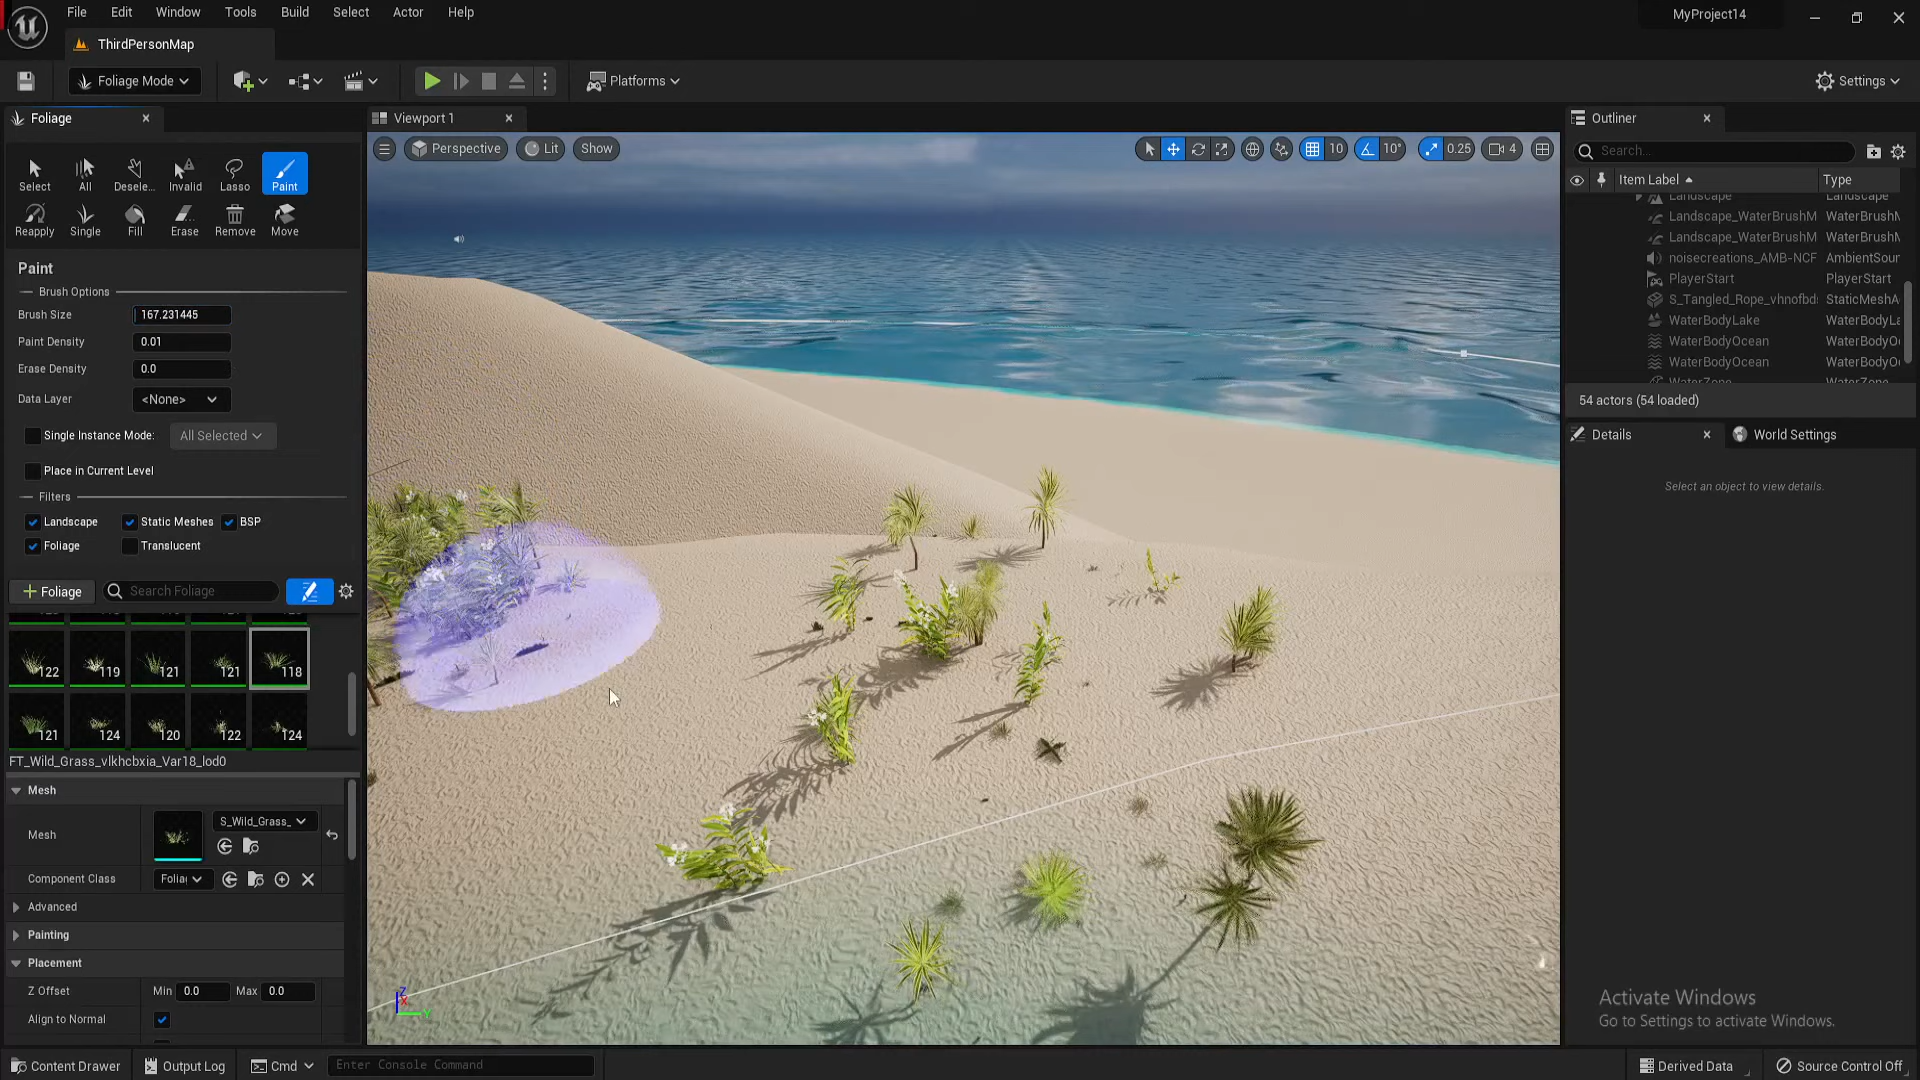 File Edit Window Tools Build Select Actor Help
MyProject14
ThirdPersonMap
Foliage Mode
Platforms
Settings
Foliage
Viewport 1
Outliner
Perspective
Lit
Show
10
10°
0.25
4
Search...
Item Label
Type
Select
All
Desele...
Invalid
Lasso
Paint
Reapply
Single
Fill
Erase
Remove
Move
Landscape Landscape
Landscape_WaterBrushM WaterBrushM
Landscape_WaterBrushM WaterBrushM
noisecreations_AMB-NCF AmbientSour
PlayerStart PlayerStart
S_Tangled_Rope_vhnofbd StaticMeshA
WaterBodyLake WaterBodyLa
WaterBodyOcean WaterBodyO
WaterBodyOcean WaterBodyO
WaterZone WaterZone
54 actors (54 loaded)
Details
World Settings
Select an object to view details.
Paint
Brush Options
Brush Size 167.231445
Paint Density 0.01
Erase Density 0.0
Data Layer <None>
Single Instance Mode: All Selected
Place in Current Level
Filters
Landscape Static Meshes BSP
Foliage Translucent
+ Foliage
Search Foliage
122 119 121 121 118
121 124 120 122 124
FT_Wild_Grass_vlkhcbxia_Var18_lod0
Mesh
Mesh S_Wild_Grass_
Component Class Foliag
Advanced
Painting
Placement
Z Offset Min 0.0 Max 0.0
Align to Normal
Z
X
Y
Activate Windows
Go to Settings to activate Windows.
Content Drawer
Output Log
Cmd
Enter Console Command
Derived Data
Source Control Off